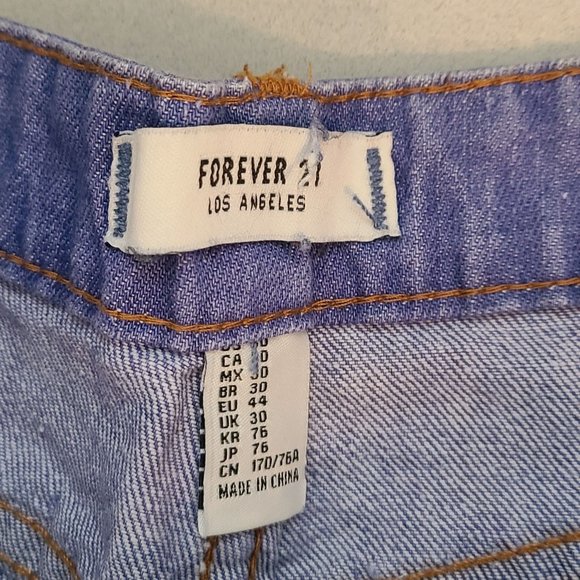 FOREVER 21
LOS ANGELES
CA 30
MX 30
BR 30
EU 44
UK 30
KR 76
JP 76
CN 170/76A
MADE IN CHINA